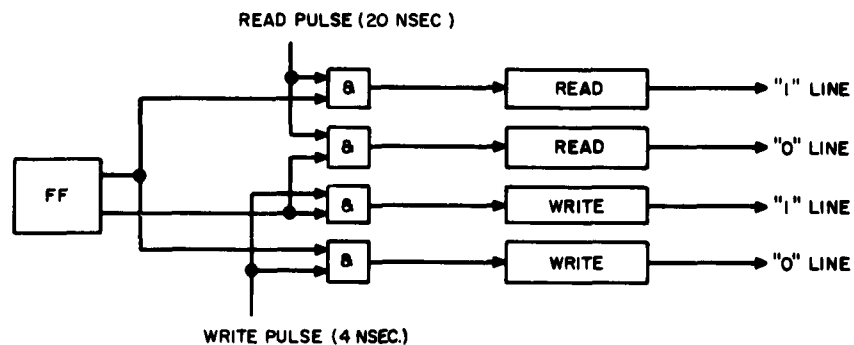 READ PULSE (20 NSEC )
& READ "1" LINE
& READ "0" LINE
FF
& WRITE "1" LINE
& WRITE "0" LINE
WRITE PULSE (4 NSEC.)